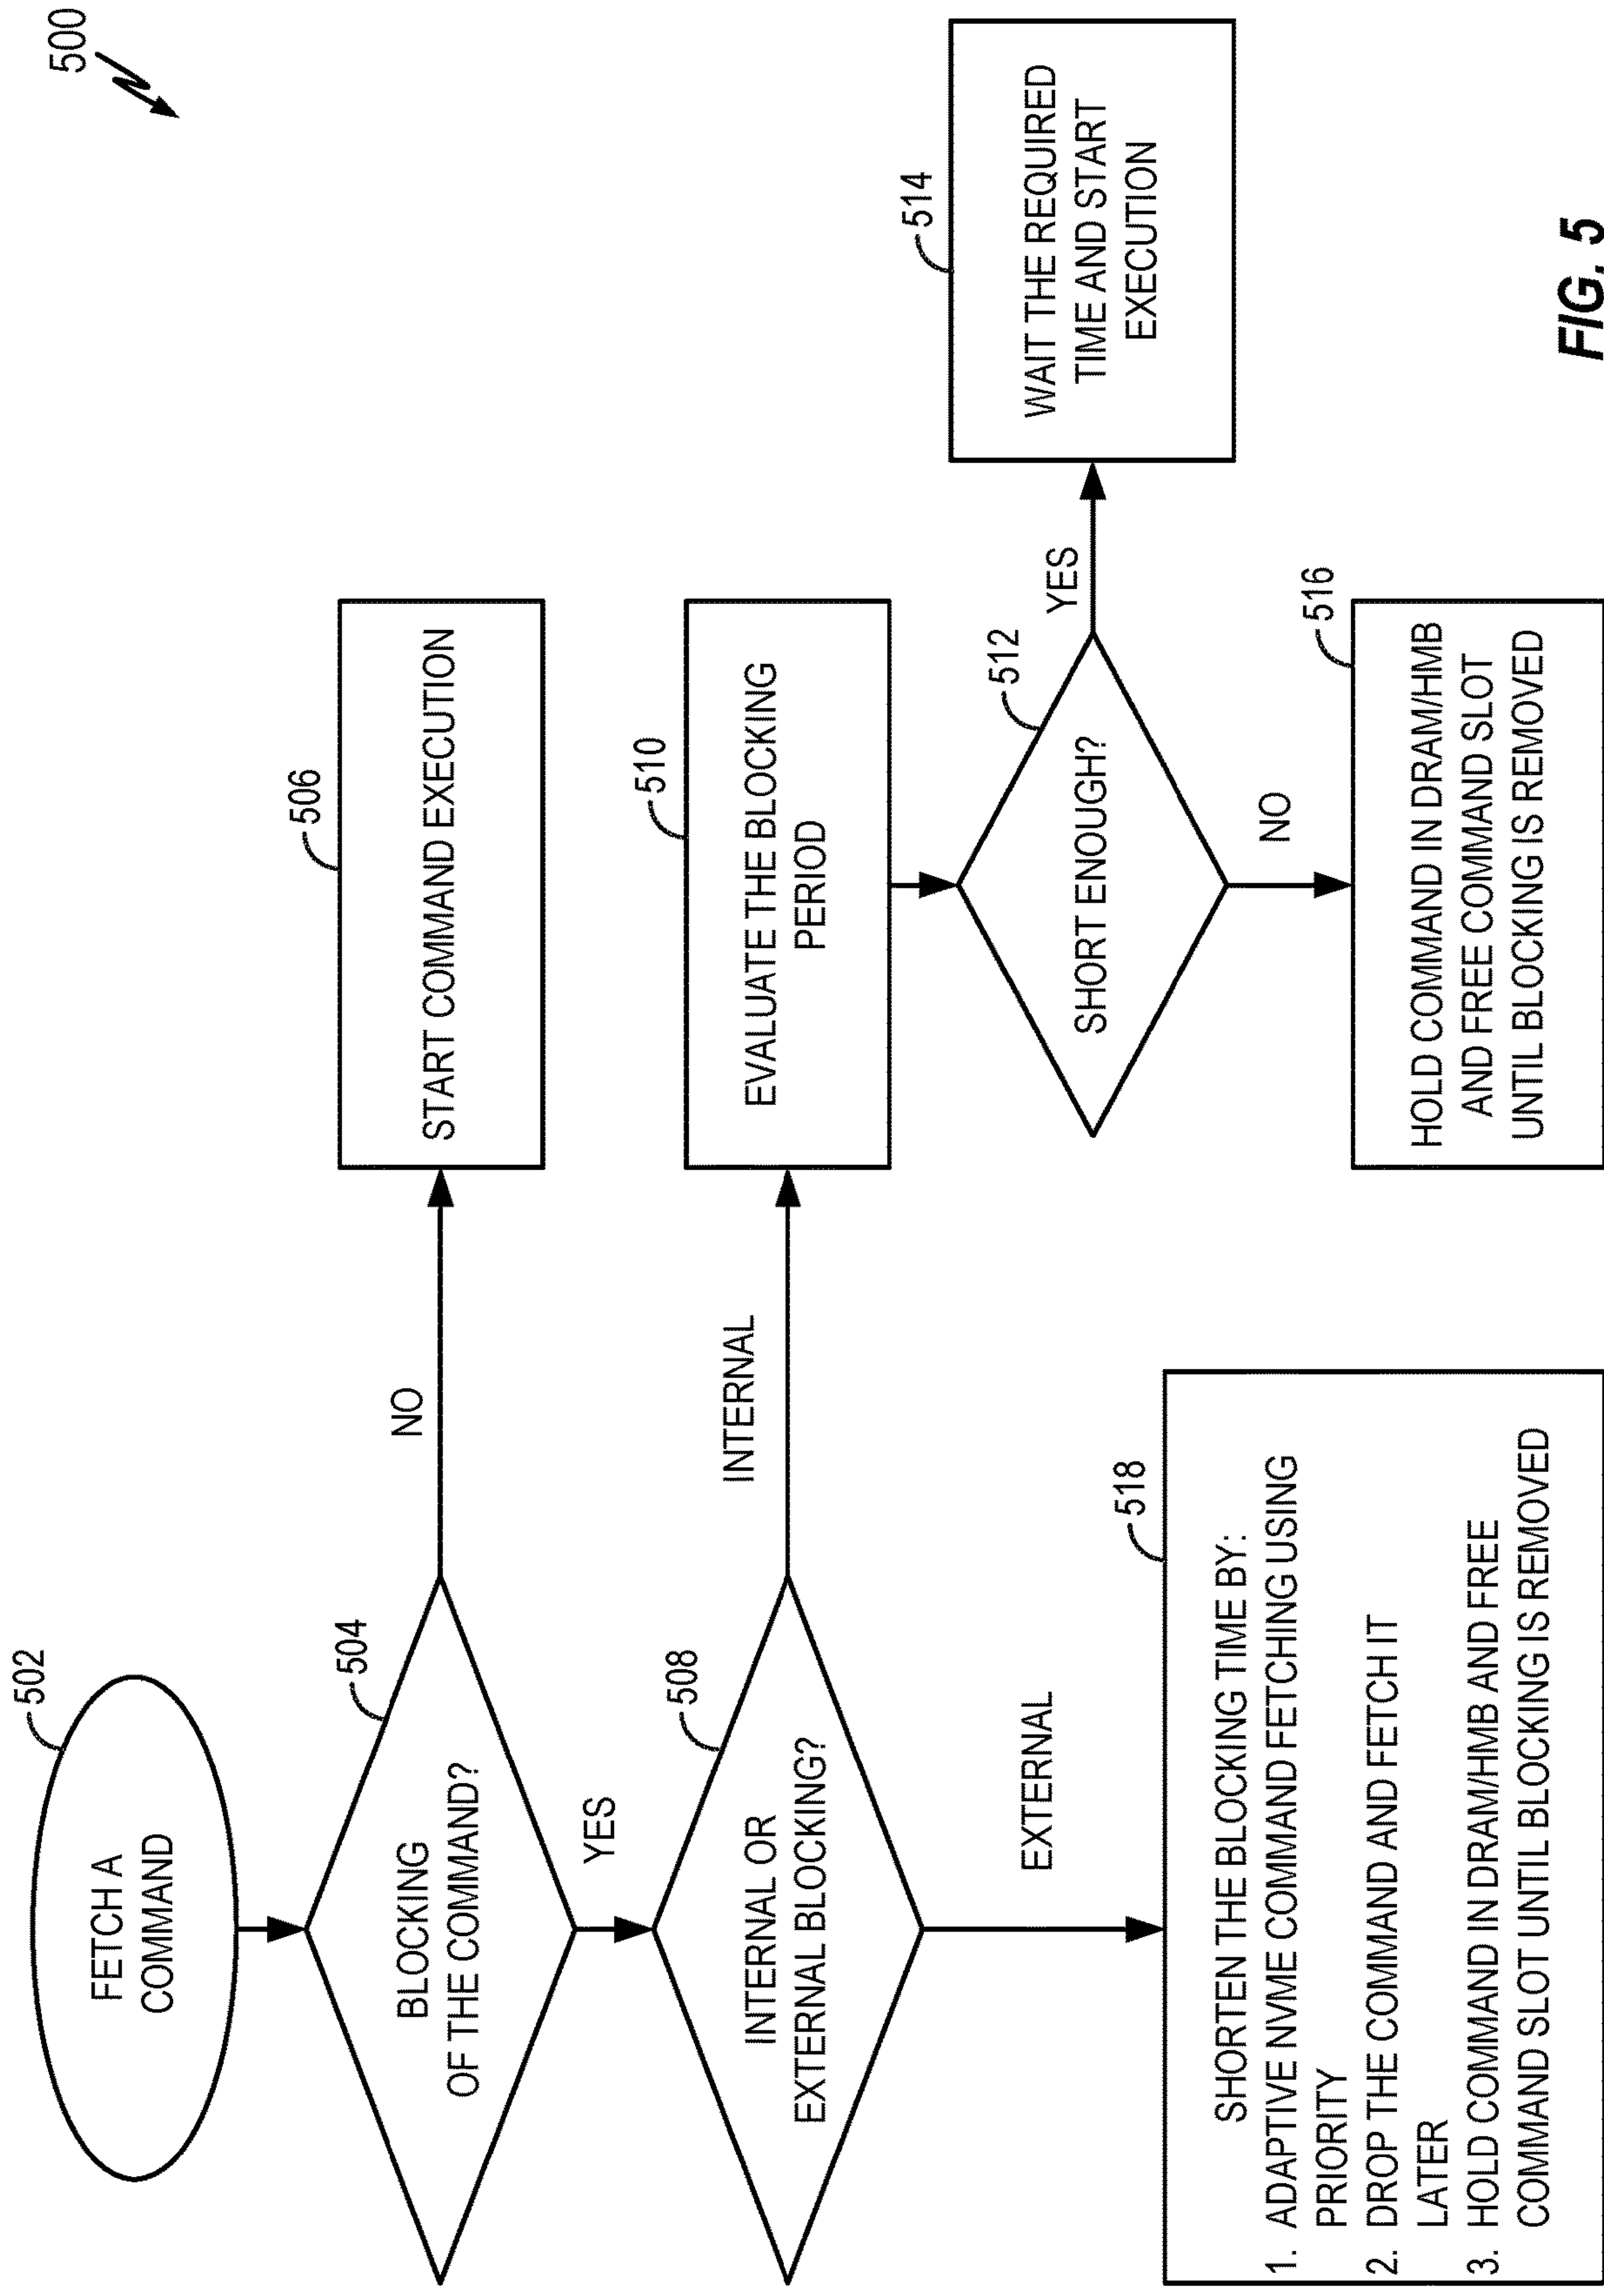 500
502
FETCH A
COMMAND
504
BLOCKING
OF THE COMMAND?
NO
506
START COMMAND EXECUTION
YES
508
INTERNAL OR
EXTERNAL BLOCKING?
INTERNAL
510
EVALUATE THE BLOCKING
PERIOD
512
SHORT ENOUGH?
YES
514
WAIT THE REQUIRED
TIME AND START
EXECUTION
NO
516
HOLD COMMAND IN DRAM/HMB
AND FREE COMMAND SLOT
UNTIL BLOCKING IS REMOVED
EXTERNAL
518
SHORTEN THE BLOCKING TIME BY:
1. ADAPTIVE NVME COMMAND FETCHING USING
PRIORITY
2. DROP THE COMMAND AND FETCH IT
LATER
3. HOLD COMMAND IN DRAM/HMB AND FREE
COMMAND SLOT UNTIL BLOCKING IS REMOVED
FIG. 5